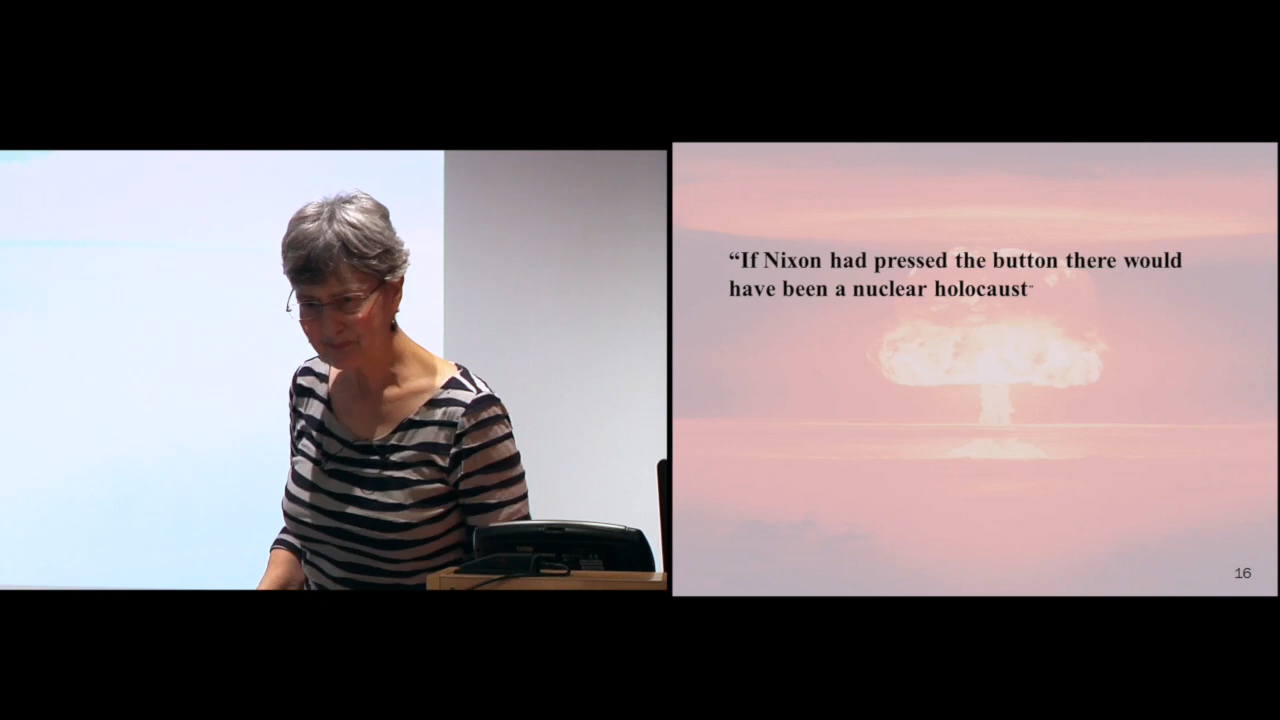 “If Nixon had pressed the button there would
have been a nuclear holocaust”
16